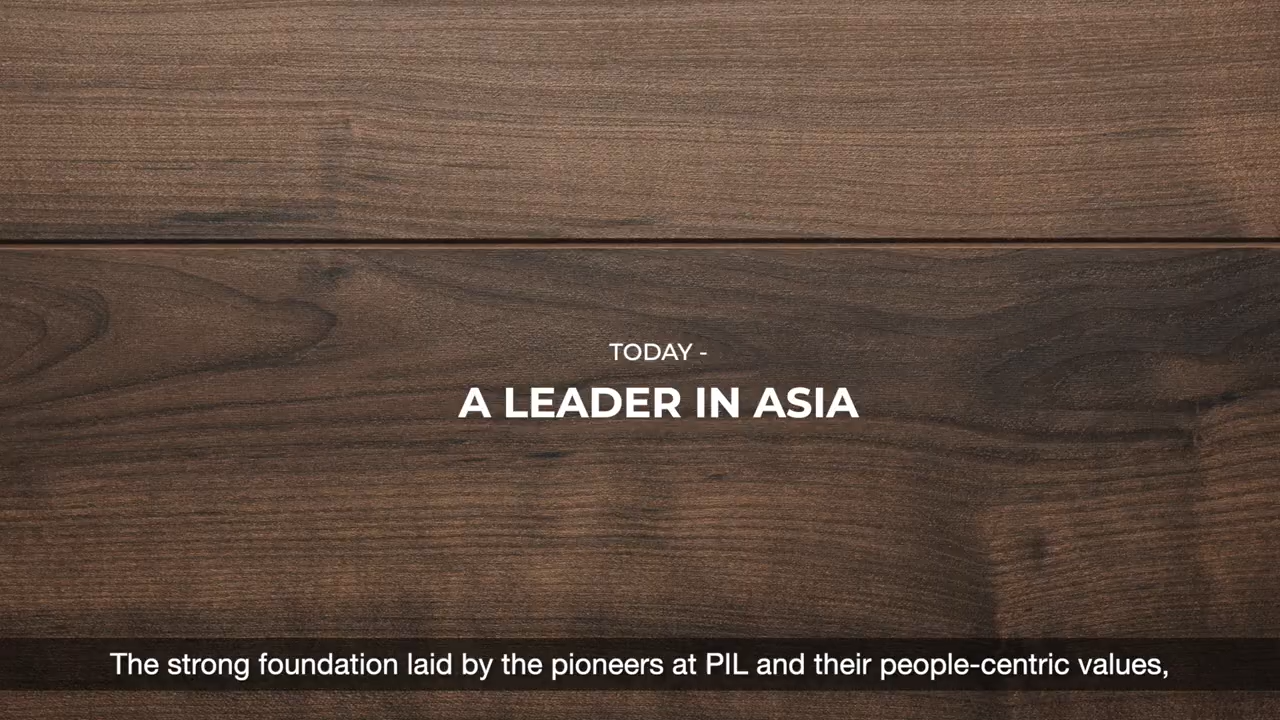 TODAY -
A LEADER IN ASIA
The strong foundation laid by the pioneers at PIL and their people-centric values,